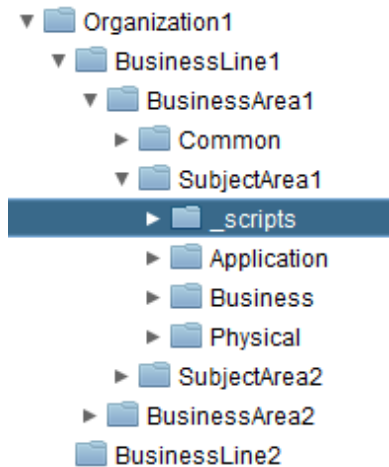 Organization1
BusinessLine1
BusinessArea1
Common
SubjectArea1
_scripts
Application
Business
Physical
SubjectArea2
BusinessArea2
BusinessLine2